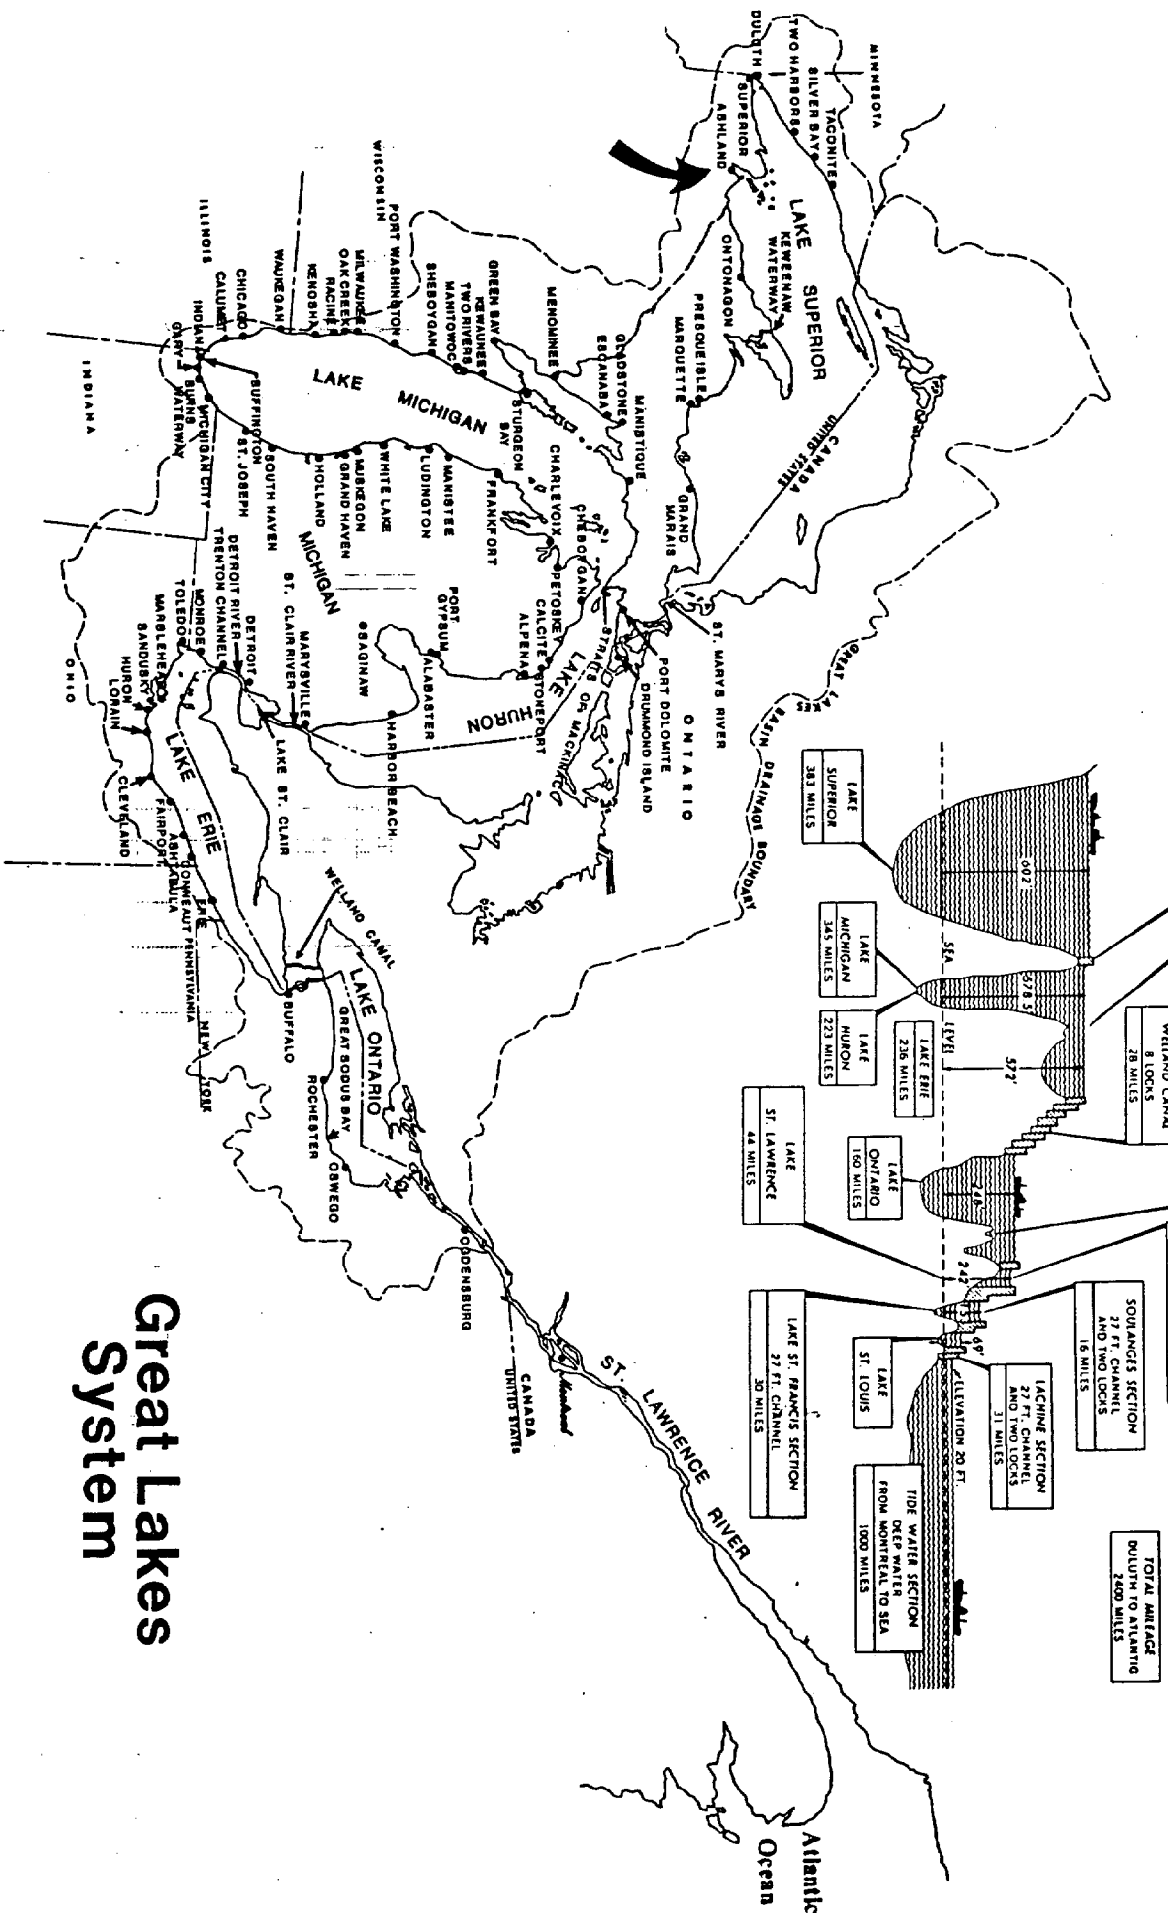 MINNESOTA
DULUTH
TWO HARBORS
SILVER BAY
TACONITE
SUPERIOR
ASHLAND
LAKE SUPERIOR
KEWEENAW
WATERWAY
ONTONAGON
PRESQUE ISLE
MARQUETTE
GRAND
MARAIS
CANADA
UNITED STATES
ST. MARYS RIVER
GREAT LAKES
BASIN DRAINAGE BOUNDARY
ONTARIO
PORT DOLOMITE
DRUMMOND ISLAND
STRAITS OF MACKINAC
WISCONSIN
MENOMINEE
GLADSTONE
ESCANABA
MANISTIQUE
GREEN BAY
KEWAUNEE
TWO RIVERS
MANITOWOC
SHEBOYGAN
PORT WASHINGTON
MILWAUKEE
OAK CREEK
RACINE
KENOSHA
WAUKEGAN
ILLINOIS
CHICAGO
CALUMET
INDIANA
GARY
BURNS
WATERWAY
MICHIGAN CITY
BUFFINGTON
ST. JOSEPH
SOUTH HAVEN
HOLLAND
GRAND HAVEN
MUSKEGON
WHITE LAKE
LUDINGTON
MANISTEE
FRANKFORT
STURGEON
BAY
CHARLEVOIX
CHEBOYGAN
PETOSKEY
CALCITE
STONEPORT
ALPENA
LAKE MICHIGAN
LAKE HURON
MICHIGAN
INDIANA
PORT
GYPSUM
ALABASTER
SAGINAW
HARBOR BEACH
MARYSVILLE
ST. CLAIR RIVER
LAKE ST. CLAIR
DETROIT
DETROIT RIVER
TRENTON CHANNEL
MONROE
TOLEDO
MARBLEHEAD
SANDUSKY
HURON
LORAIN
OHIO
CLEVELAND
FAIRPORT
ASHTABULA
CONNEAUT
ERIE
PENNSYLVANIA
NEW YORK
LAKE ERIE
BUFFALO
WELLAND CANAL
LAKE ONTARIO
GREAT SODUS BAY
ROCHESTER
OSWEGO
OGDENSBURG
CANADA
UNITED STATES
Montreal
ST. LAWRENCE RIVER
Atlantic
Ocean
LAKE
SUPERIOR
383 MILES
602'
SEA LEVEL
LAKE
MICHIGAN
345 MILES
LAKE
HURON
223 MILES
578.5
LAKE ERIE
236 MILES
572'
WELLAND CANAL
8 LOCKS
28 MILES
LAKE
ONTARIO
160 MILES
246'
LAKE
ST. LAWRENCE
44 MILES
242'
SOULANGES SECTION
27 FT. CHANNEL
AND TWO LOCKS
16 MILES
LAKE ST. FRANCIS SECTION
27 FT. CHANNEL
30 MILES
69'
LAKE
ST. LOUIS
LACHINE SECTION
27 FT. CHANNEL
AND TWO LOCKS
31 MILES
ELEVATION 20 FT.
TIDE WATER SECTION
DEEP WATER
FROM MONTREAL TO SEA
1000 MILES
TOTAL MILEAGE
DULUTH TO ATLANTIC
2400 MILES
Great Lakes
System